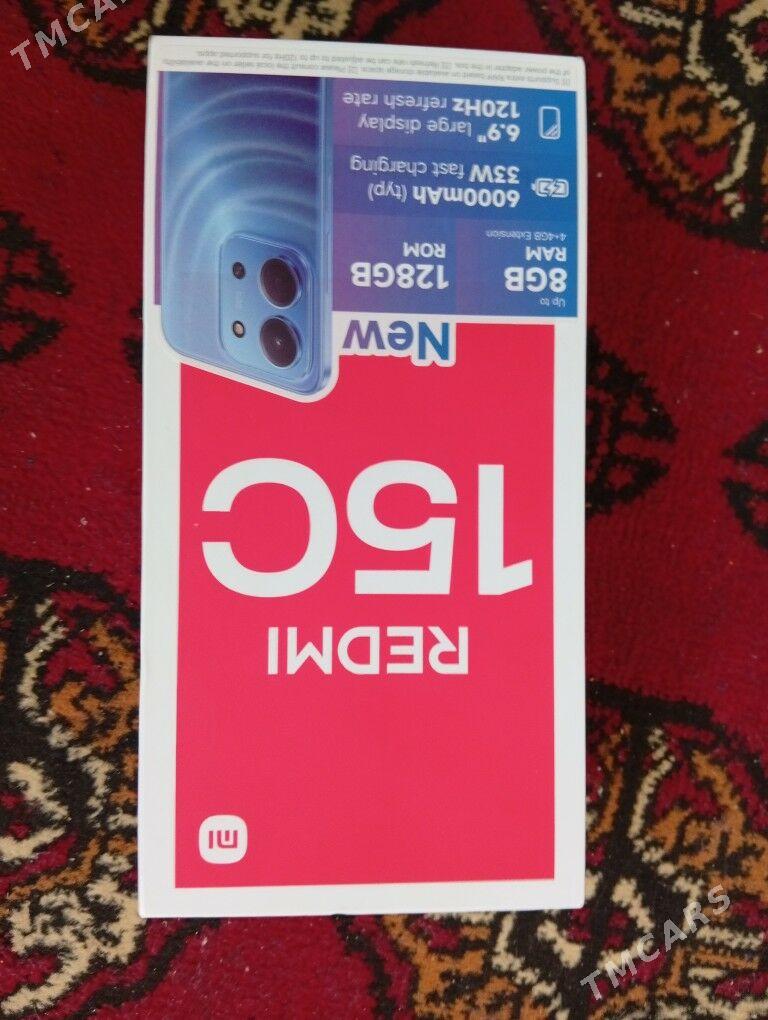 TMCARS
REDMI
15C
New
Up to
8GB
RAM
4+4GB Extension
128GB
ROM
6000mAh (typ)
33W fast charging
6.9" large display
120Hz refresh rate
TMCARS